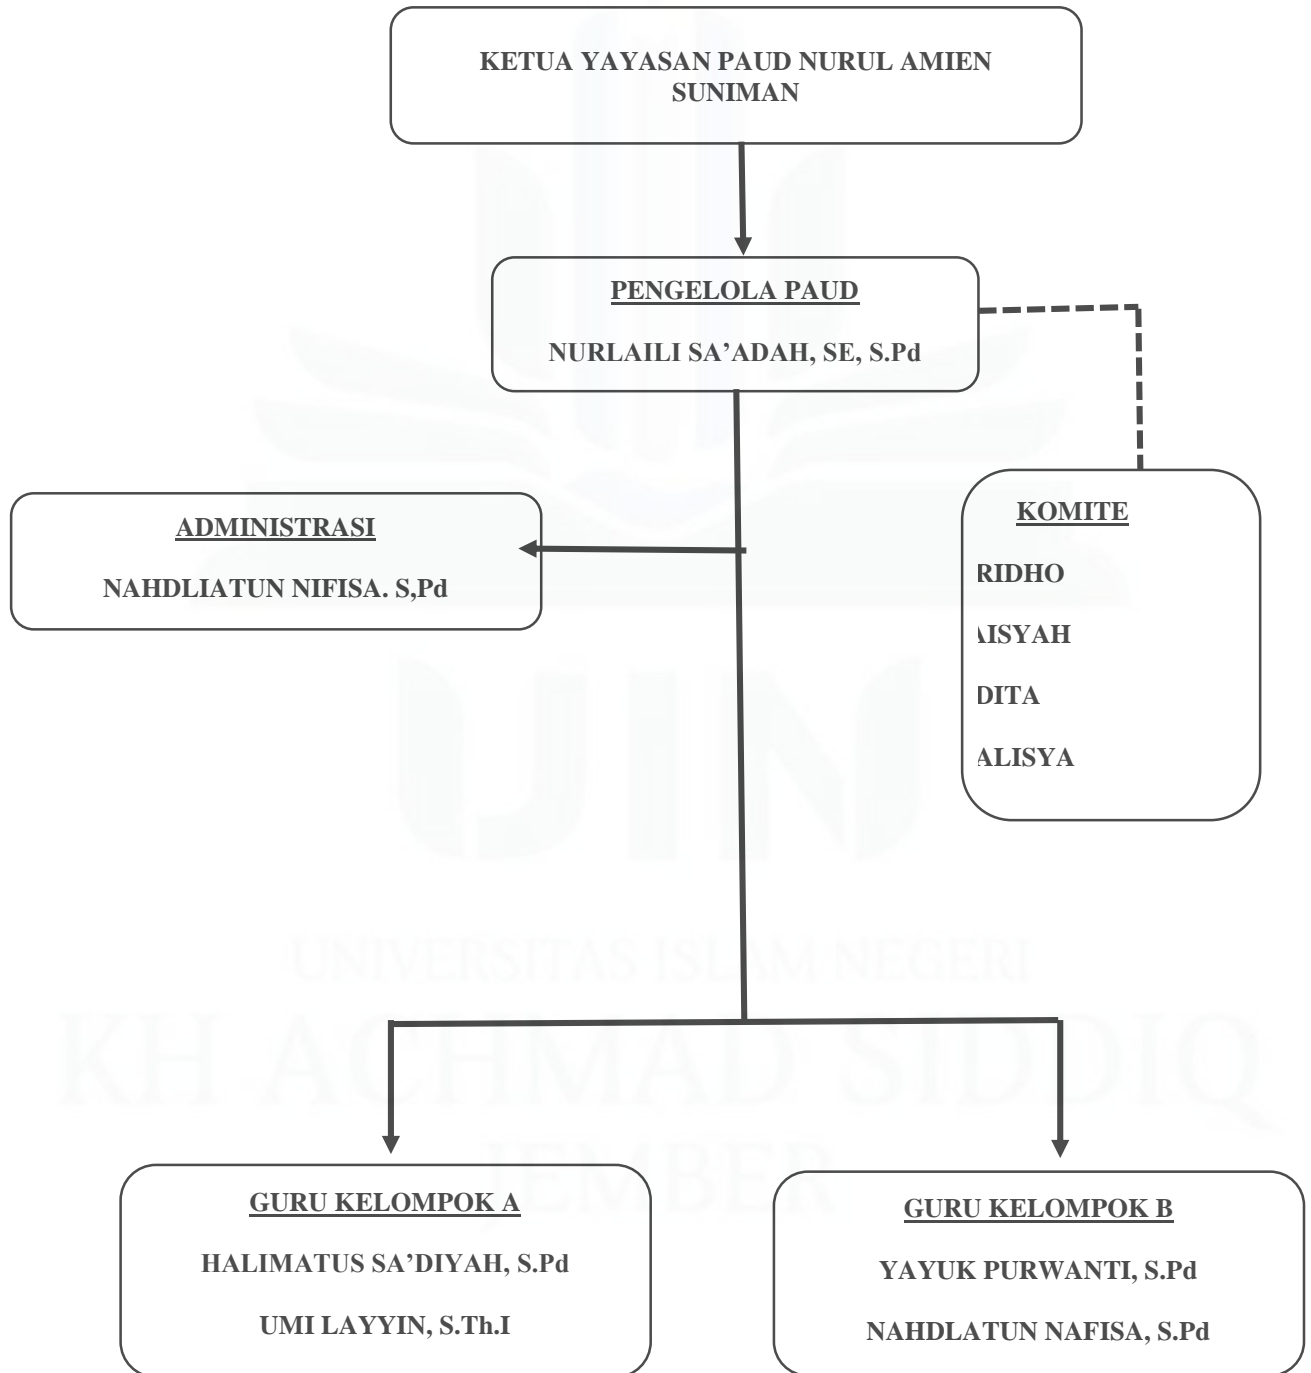 KETUA YAYASAN PAUD NURUL AMIEN
SUNIMAN
PENGELOLA PAUD
NURLAILI SA’ADAH, SE, S.Pd
ADMINISTRASI
NAHDLIATUN NIFISA. S,Pd
KOMITE
RIDHO
AISYAH
DITA
ALISYA
UIN
UNIVERSITAS ISLAM NEGERI
KH ACHMAD SIDDIQ
JEMBER
GURU KELOMPOK A
HALIMATUS SA’DIYAH, S.Pd
UMI LAYYIN, S.Th.I
GURU KELOMPOK B
YAYUK PURWANTI, S.Pd
NAHDLATUN NAFISA, S.Pd